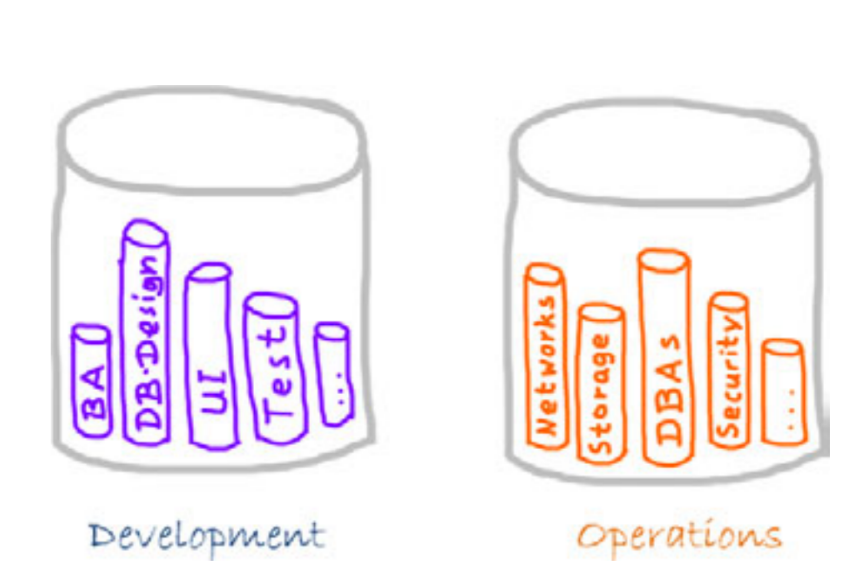 BA
DB-Design
UI
Test
...
Networks
Storage
DBAs
Security
...
Development
Operations